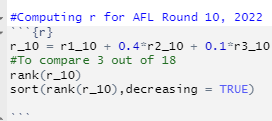 #Computing r for AFL Round 10, 2022
```{r}
r_10 = r1_10 + 0.4*r2_10 + 0.1*r3_10
#To compare 3 out of 18
rank(r_10)
sort(rank(r_10),decreasing = TRUE)
```